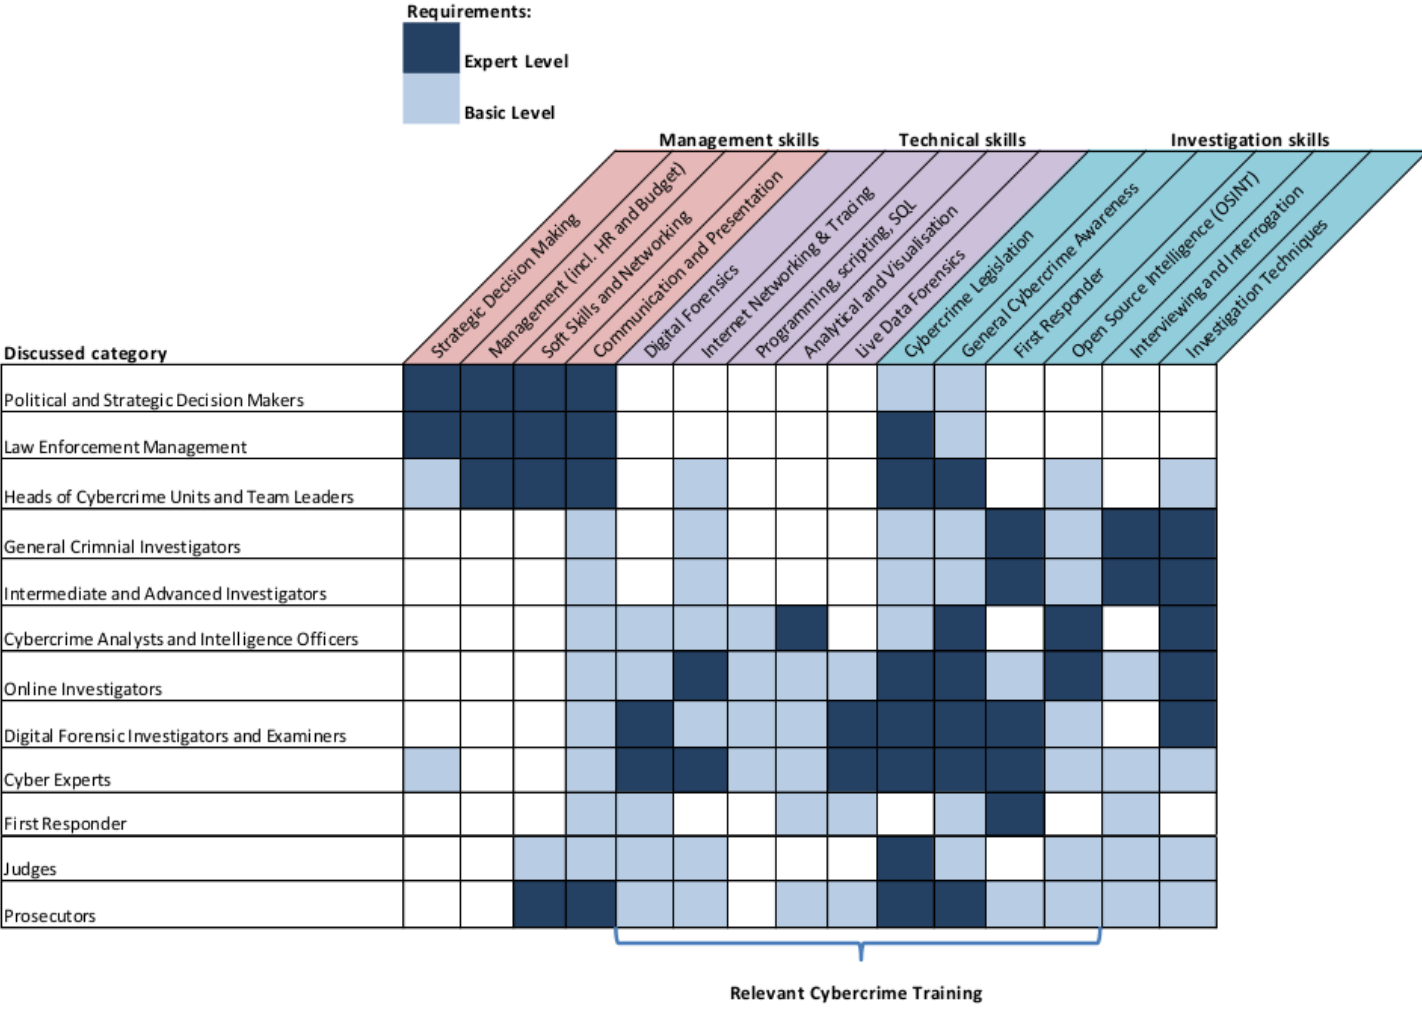 Requirements:
Expert Level
Basic Level
Management skills
Technical skills
Investigation skills
Strategic Decision Making
Management (incl. HR and Budget)
Soft Skills and Networking
Communication and Presentation
Digital Forensics
Internet Networking & Tracing
Programming, scripting, SQL
Analytical and Visualisation
Live Data Forensics
Cybercrime Legislation
General Cybercrime Awareness
First Responder
Open Source Intelligence (OSINT)
Interviewing and Interrogation
Investigation Techniques
Discussed category
Political and Strategic Decision Makers
Law Enforcement Management
Heads of Cybercrime Units and Team Leaders
General Crimnial Investigators
Intermediate and Advanced Investigators
Cybercrime Analysts and Intelligence Officers
Online Investigators
Digital Forensic Investigators and Examiners
Cyber Experts
First Responder
Judges
Prosecutors
Relevant Cybercrime Training